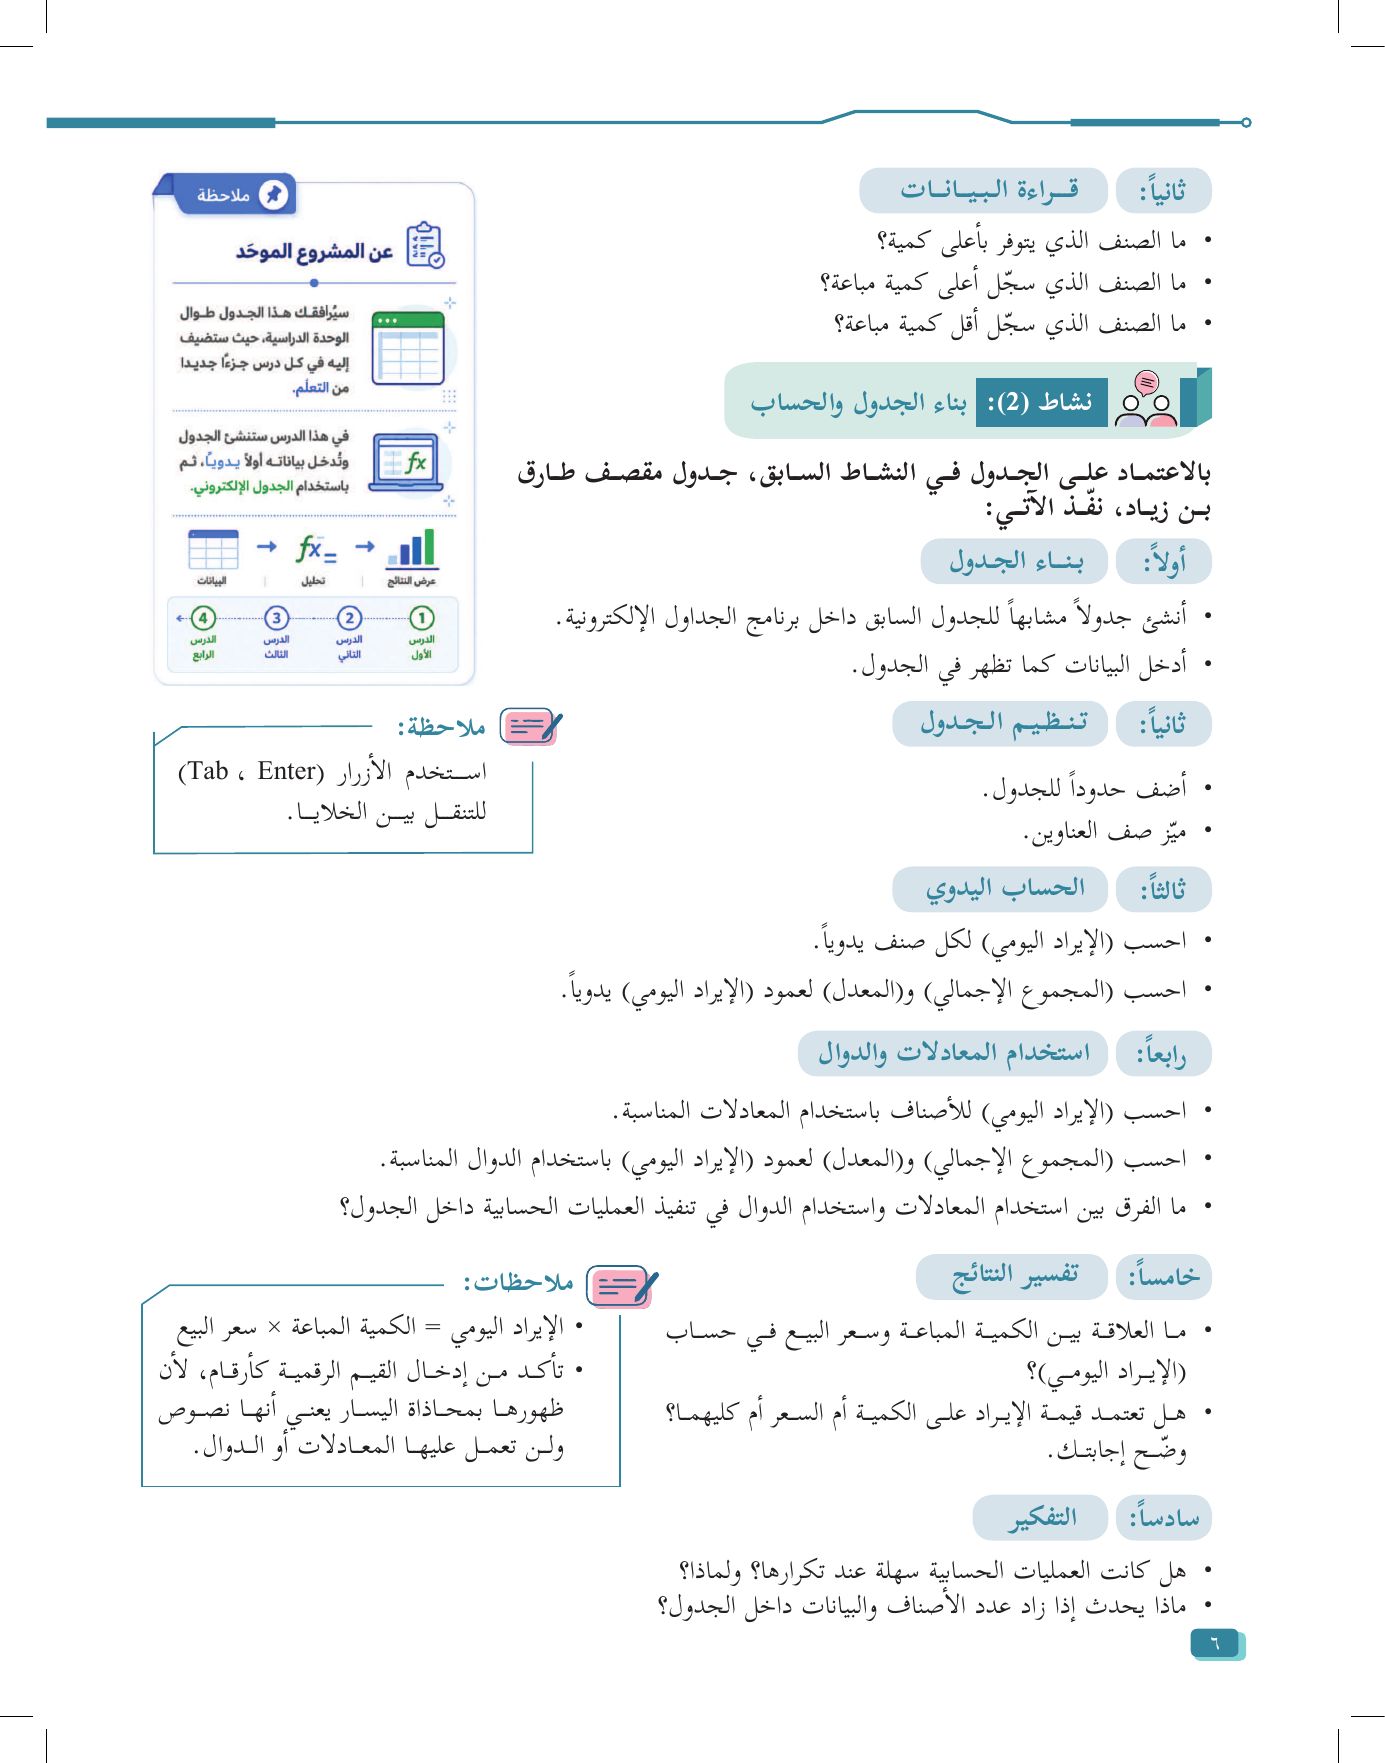 ثانياً: قراءة البيانات
• ما الصنف الذي يتوفر بأعلى كمية؟
• ما الصنف الذي سجّل أعلى كمية مباعة؟
• ما الصنف الذي سجّل أقل كمية مباعة؟
ملاحظة
عن المشروع الموحَد
سيُرافقك هذا الجدول طوال
الوحدة الدراسية، حيث ستضيف
إليه في كل درس جزءًا جديدا
من التعلّم.
في هذا الدرس ستنشئ الجدول
وتُدخل بياناته أولاً يدوياً، ثم
باستخدام الجدول الإلكتروني.
fx
fx=
عرض النتائج | تحليل | البيانات
1 2 3 4
الدرس الدرس الدرس الدرس
الأول الثاني الثالث الرابع
نشاط (2): بناء الجدول والحساب
بالاعتماد على الجدول في النشاط السابق، جدول مقصف طارق
بن زياد، نفّذ الآتي:
أولاً: بناء الجدول
• أنشئ جدولاً مشابهاً للجدول السابق داخل برنامج الجداول الإلكترونية.
• أدخل البيانات كما تظهر في الجدول.
ثانياً: تنظيم الجدول
• أضف حدوداً للجدول.
• ميّز صف العناوين.
ملاحظة:
استخدم الأزرار (Tab ، Enter)
للتنقل بين الخلايا.
ثالثاً: الحساب اليدوي
• احسب (الإيراد اليومي) لكل صنف يدوياً.
• احسب (المجموع الإجمالي) و(المعدل) لعمود (الإيراد اليومي) يدوياً.
رابعاً: استخدام المعادلات والدوال
• احسب (الإيراد اليومي) للأصناف باستخدام المعادلات المناسبة.
• احسب (المجموع الإجمالي) و(المعدل) لعمود (الإيراد اليومي) باستخدام الدوال المناسبة.
• ما الفرق بين استخدام المعادلات واستخدام الدوال في تنفيذ العمليات الحسابية داخل الجدول؟
خامساً: تفسير النتائج
• ما العلاقة بين الكمية المباعة وسعر البيع في حساب
(الإيراد اليومي)؟
• هل تعتمد قيمة الإيراد على الكمية أم السعر أم كليهما؟
وضّح إجابتك.
ملاحظات:
• الإيراد اليومي = الكمية المباعة × سعر البيع
• تأكد من إدخال القيم الرقمية كأرقام، لأن
ظهورها بمحاذاة اليسار يعني أنها نصوص
ولن تعمل عليها المعادلات أو الدوال.
سادساً: التفكير
• هل كانت العمليات الحسابية سهلة عند تكرارها؟ ولماذا؟
• ماذا يحدث إذا زاد عدد الأصناف والبيانات داخل الجدول؟
٦